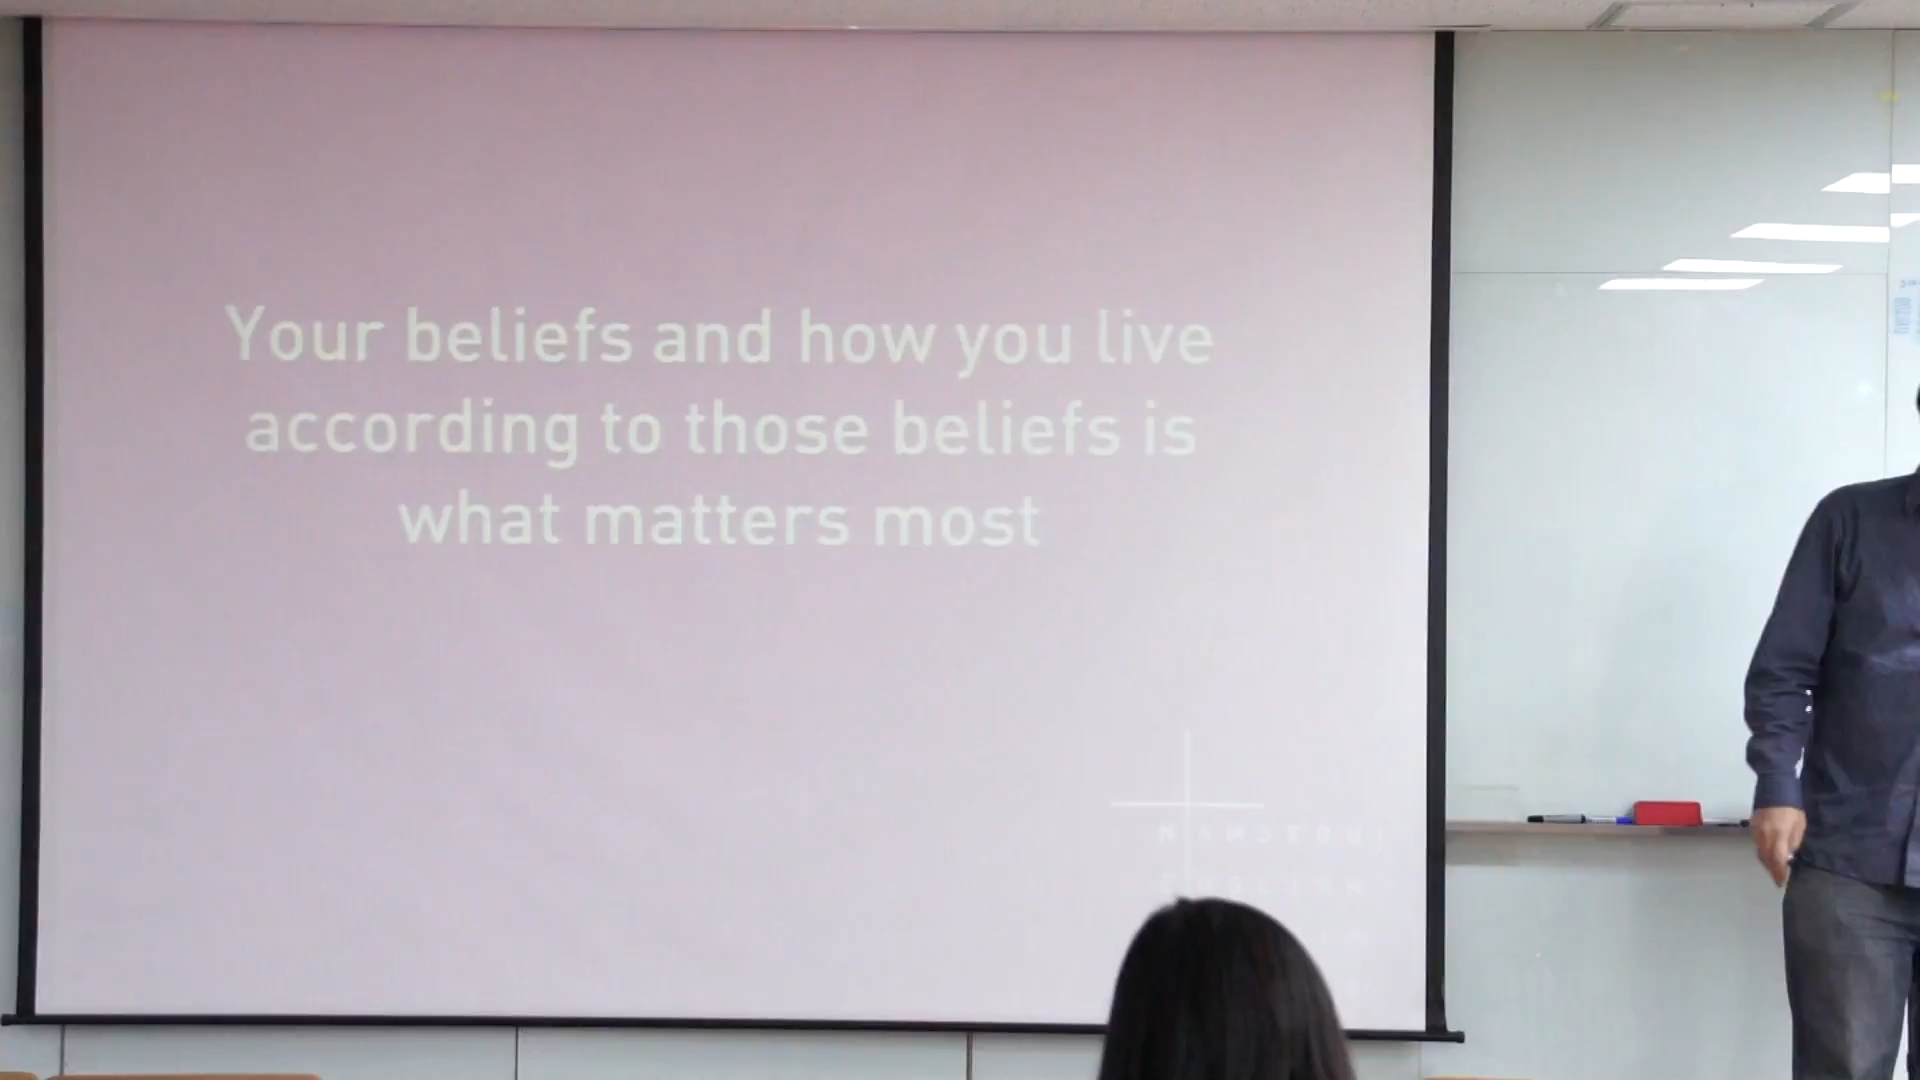 Your beliefs and how you live
according to those beliefs is
what matters most